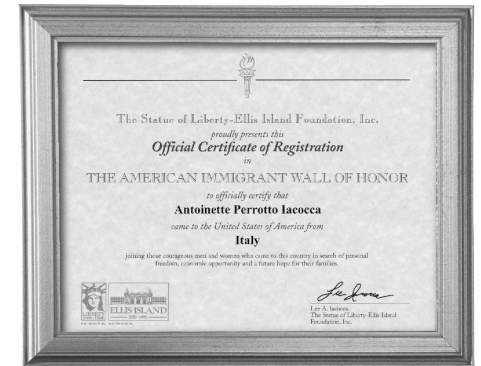 The Statue of Liberty-Ellis Island Foundation, Inc.
proudly presents this
Official Certificate of Registration
in
THE AMERICAN IMMIGRANT WALL OF HONOR
to officially certify that
Antoinette Perrotto Iacocca
came to the United States of America from
Italy
joining those courageous men and women who came to this country in search of personal
freedom, economic opportunity and a future hope for their families.
LIBERTY
ELLIS ISLAND
Lee A. Iacocca
The Statue of Liberty-Ellis Island
Foundation, Inc.